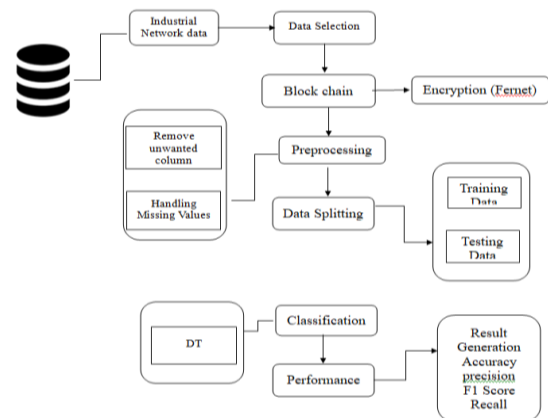 Industrial
Network data
Data Selection
Block chain
Encryption (Fernet)
Remove
unwanted
column
Preprocessing
Handling
Missing Values
Data Splitting
Training
Data
Testing
Data
Classification
DT
Performance
Result
Generation
Accuracy
precision
F1 Score
Recall